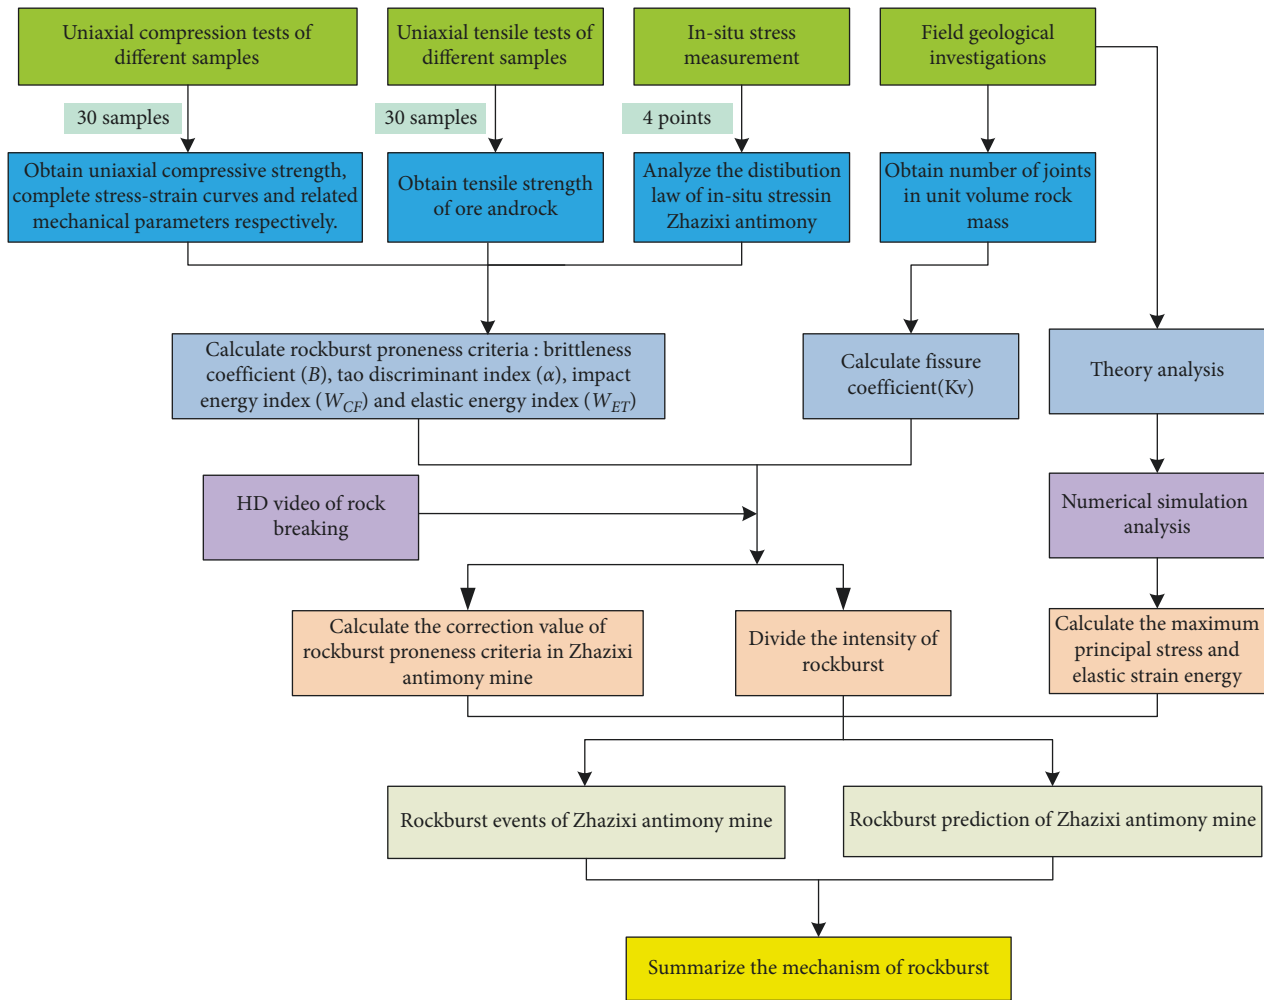 Uniaxial compression tests of
different samples
Uniaxial tensile tests
of different samples
In-situ stress
measurement
Field geological
investigations
30 samples
30 samples
4 points
Obtain uniaxial compressive strength,
complete stress-strain curves and related
mechanical parameters respectively.
Obtain tensile strength
of ore androck
Analyze the distibution
law of in-situ stressin
Zhazixi antimony
Obtain number of joints
in unit volume rock
mass
Calculate rockburst proneness criteria : brittleness
coefficient (B), tao discriminant index (α), impact
energy index (W_CF) and elastic energy index (W_ET)
Calculate fissure
coefficient(Kv)
Theory analysis
HD video of rock
breaking
Numerical simulation
analysis
Calculate the correction value of
rockburst proneness criteria in Zhazixi
antimony mine
Divide the intensity of
rockburst
Calculate the maximum
principal stress and
elastic strain energy
Rockburst events of Zhazixi antimony mine
Rockburst prediction of Zhazixi antimony mine
Summarize the mechanism of rockburst